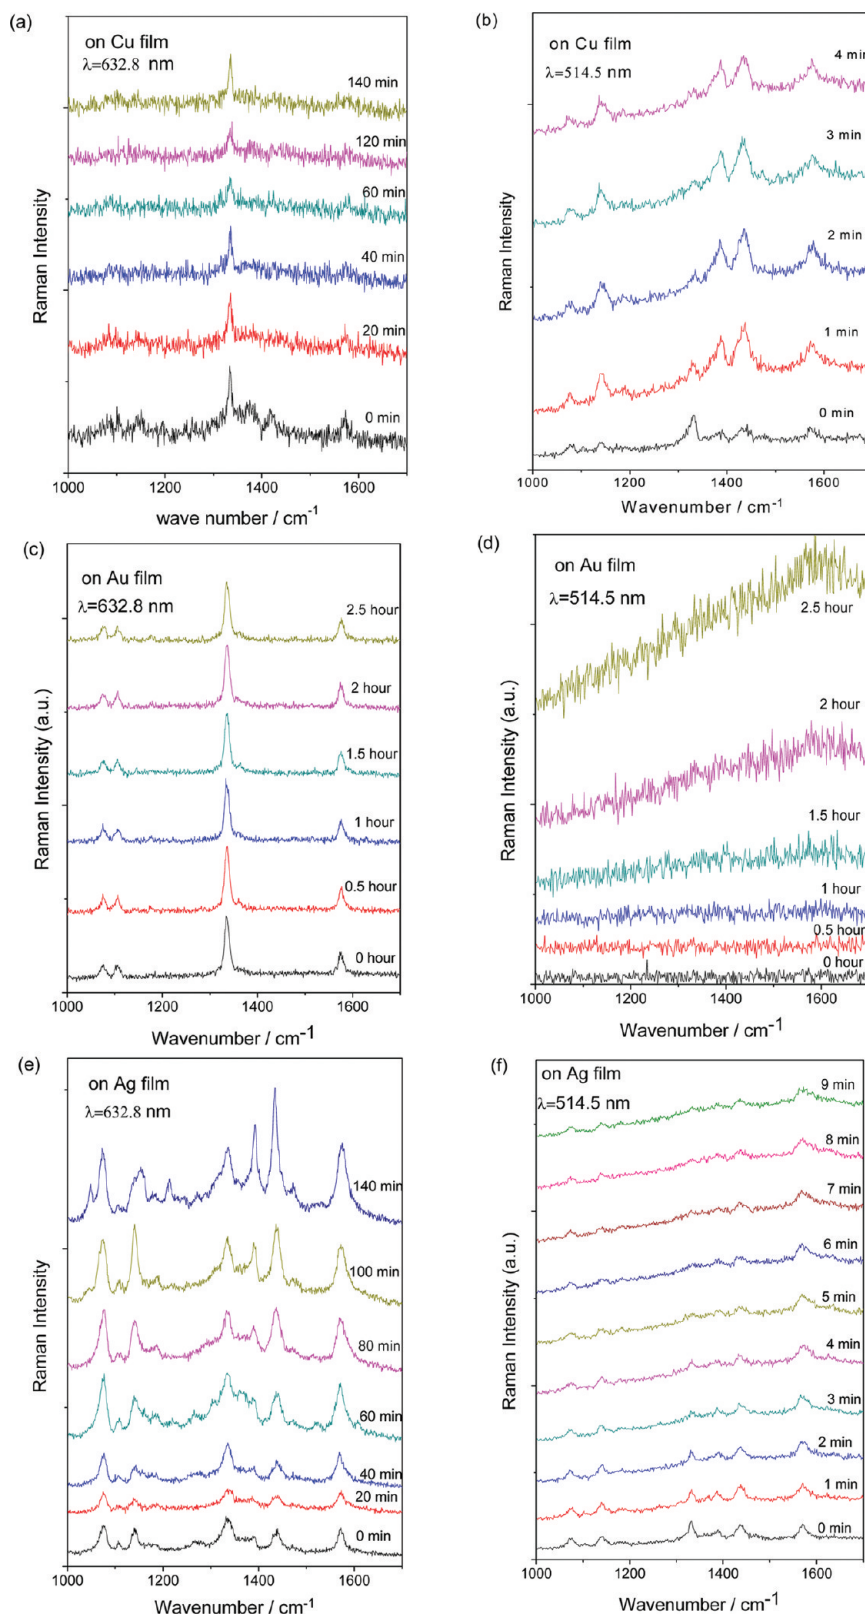 (a)
on Cu film
λ=632.8 nm
140 min
120 min
60 min
40 min
20 min
0 min
Raman Intensity
1000 1200 1400 1600
wave number / cm-1
(b)
on Cu film
λ=514.5 nm
4 min
3 min
2 min
1 min
0 min
Raman Intensity
1000 1200 1400 1600
Wavenumber / cm-1
(c)
on Au film
λ=632.8 nm
2.5 hour
2 hour
1.5 hour
1 hour
0.5 hour
0 hour
Raman Intensity (a.u.)
1000 1200 1400 1600
Wavenumber / cm-1
(d)
on Au film
λ=514.5 nm
2.5 hour
2 hour
1.5 hour
1 hour
0.5 hour
0 hour
Raman Intensity (a.u.)
1000 1200 1400 1600
Wavenumber / cm-1
(e)
on Ag film
λ=632.8 nm
140 min
100 min
80 min
60 min
40 min
20 min
0 min
Raman Intensity
1000 1200 1400 1600
Wavenumber / cm-1
(f)
on Ag film
λ=514.5 nm
9 min
8 min
7 min
6 min
5 min
4 min
3 min
2 min
1 min
0 min
Raman Intensity (a.u.)
1000 1200 1400 1600
Wavenumber / cm-1